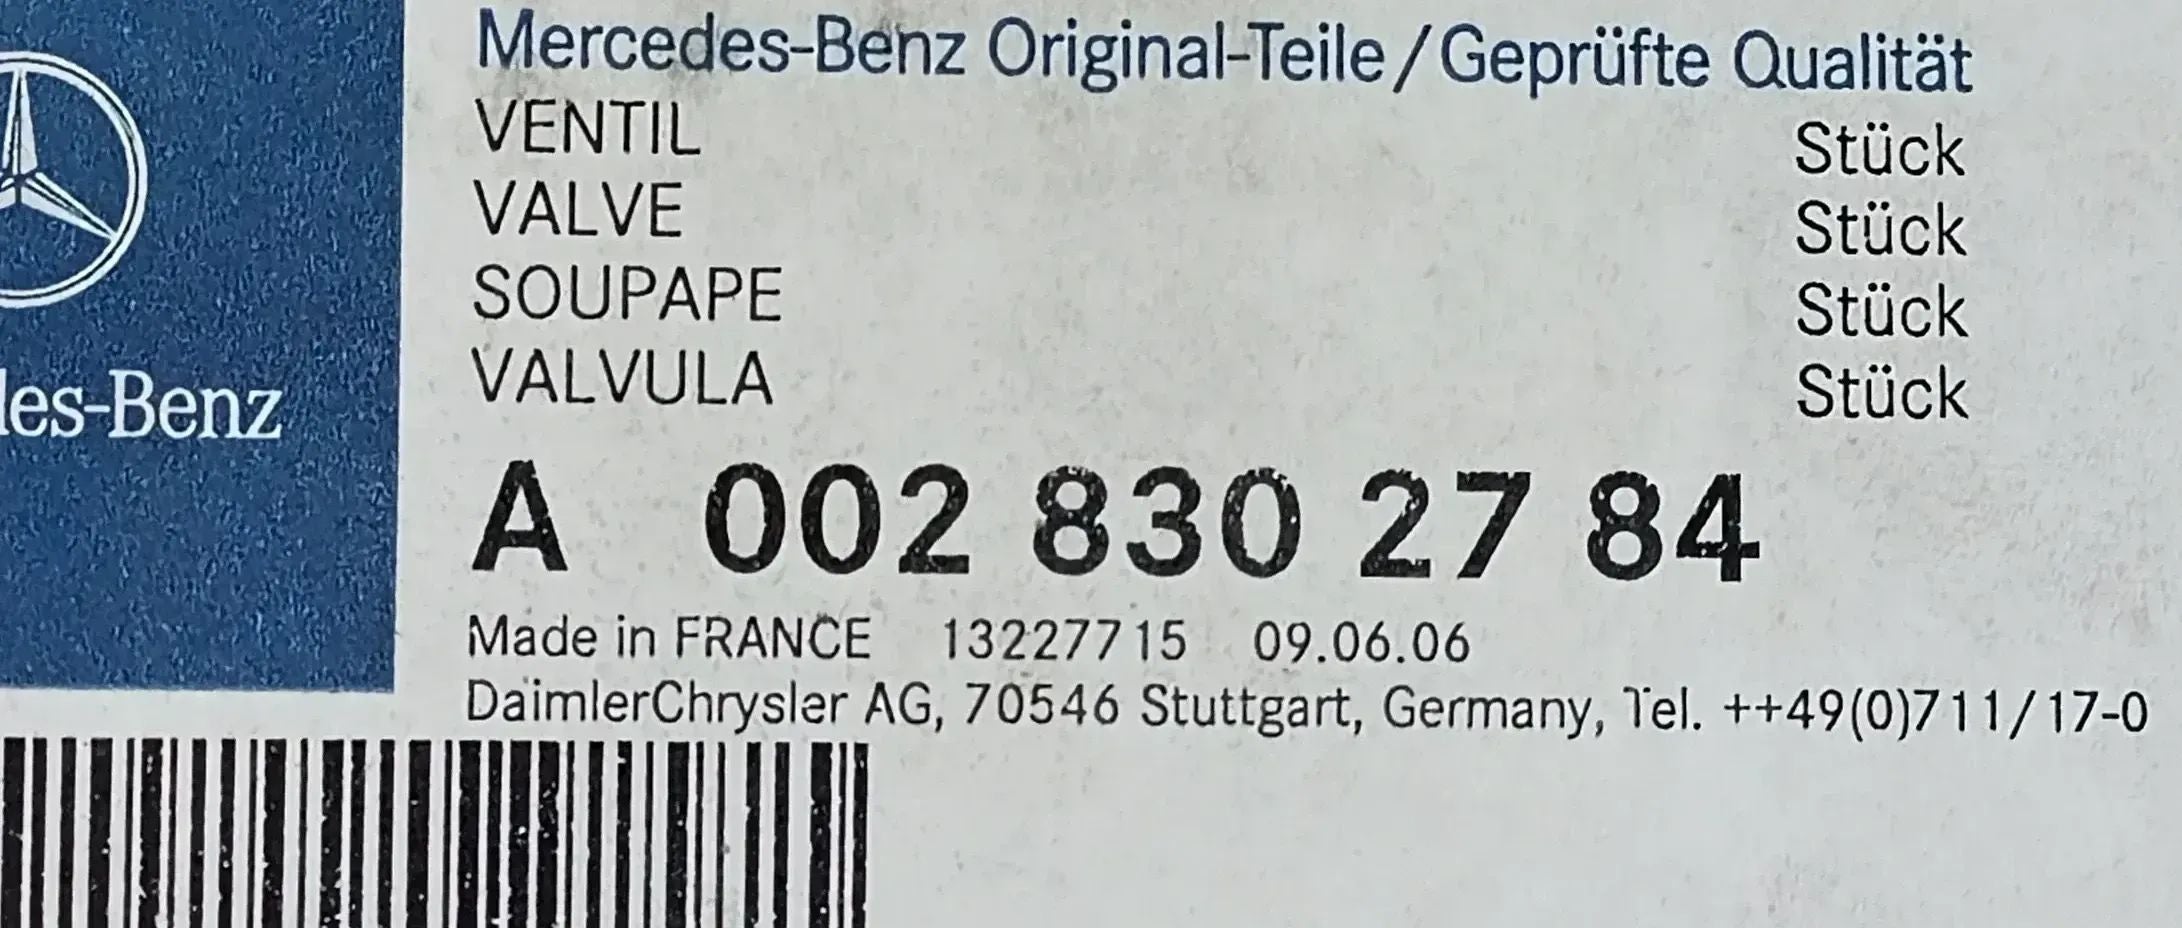 Mercedes-Benz Original-Teile/Geprüfte Qualität
VENTIL Stück
VALVE Stück
SOUPAPE Stück
VALVULA Stück
des-Benz
A 002 830 27 84
Made in FRANCE 13227715 09.06.06
DaimlerChrysler AG, 70546 Stuttgart, Germany, Tel. ++49(0)711/17-0